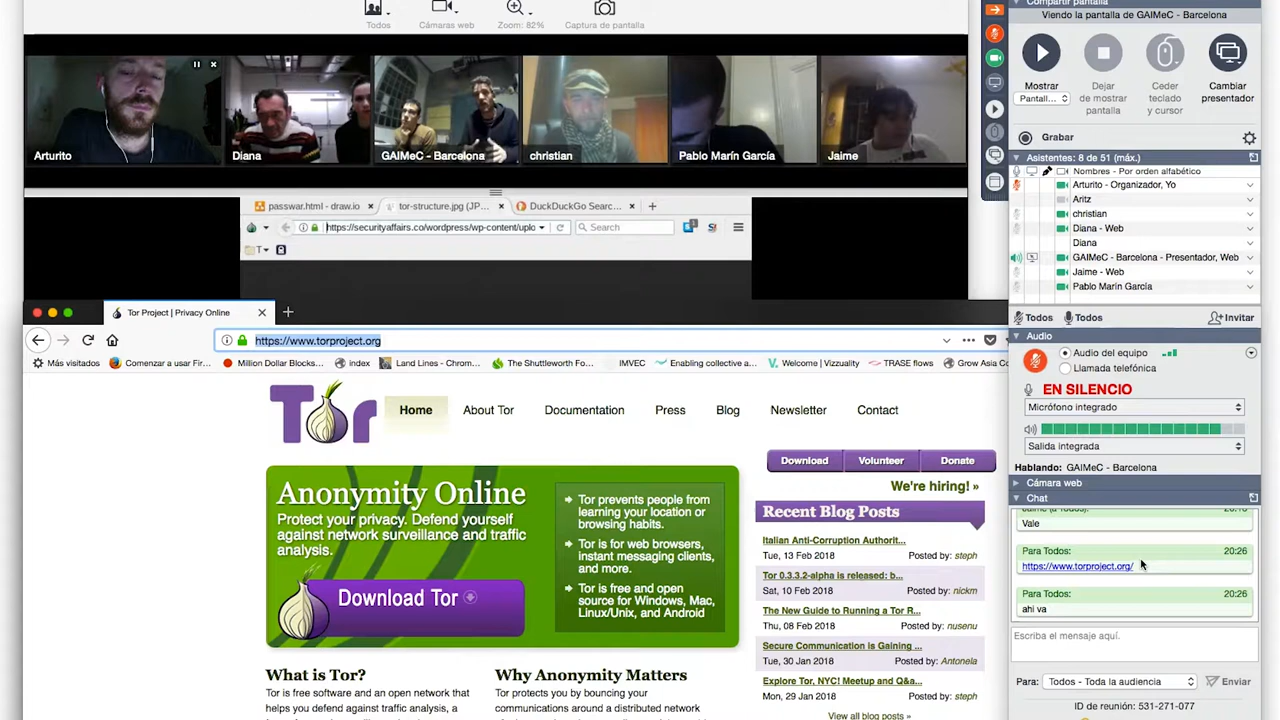 Todos
Cámaras web
Zoom: 82%
Captura de pantalla
Arturito
Diana
GAIMeC - Barcelona
christian
Pablo Marín García
Jaime
passwar.html - draw.io
tor-structure.jpg (JP...
DuckDuckGo Searc...
https://securityaffairs.co/wordpress/wp-content/uplo
Search
T
Tor Project | Privacy Online
https://www.torproject.org
Más visitados
Comenzar a usar Fir...
Million Dollar Blocks...
index
Land Lines - Chrom...
The Shuttleworth Fo...
IMVEC
Enabling collective a...
Welcome | Vizzuality
TRASE flows
Grow Asia Co
Tor
Home
About Tor
Documentation
Press
Blog
Newsletter
Contact
Download
Volunteer
Donate
We're hiring! »
Anonymity Online
Protect your privacy. Defend yourself
against network surveillance and traffic
analysis.
Download Tor
Tor prevents people from
learning your location or
browsing habits.
Tor is for web browsers,
instant messaging clients,
and more.
Tor is free and open
source for Windows, Mac,
Linux/Unix, and Android
Recent Blog Posts
Italian Anti-Corruption Authorit...
Tue, 13 Feb 2018 Posted by: steph
Tor 0.3.3.2-alpha is released: b...
Sat, 10 Feb 2018 Posted by: nickm
The New Guide to Running a Tor R...
Thu, 08 Feb 2018 Posted by: nusenu
Secure Communication is Gaining ...
Tue, 30 Jan 2018 Posted by: Antonela
Explore Tor, NYC! Meetup and Q&a...
Mon, 29 Jan 2018 Posted by: steph
View all blog posts »
What is Tor?
Tor is free software and an open network that
helps you defend against traffic analysis, a
Why Anonymity Matters
Tor protects you by bouncing your
communications around a distributed network
Compartir pantalla
Viendo la pantalla de GAIMeC - Barcelona
Mostrar
Pantall...
Dejar
de mostrar
pantalla
Ceder
teclado
y cursor
Cambiar
presentador
Grabar
Asistentes: 8 de 51 (máx.)
Nombres - Por orden alfabético
Arturito - Organizador, Yo
Aritz
christian
Diana - Web
Diana
GAIMeC - Barcelona - Presentador, Web
Jaime - Web
Pablo Marín García
Todos
Todos
Invitar
Audio
Audio del equipo
Llamada telefónica
EN SILENCIO
Micrófono integrado
Salida integrada
Hablando: GAIMeC - Barcelona
Cámara web
Chat
Jaime (a Todos):
Vale
Para Todos: 20:26
https://www.torproject.org/
Para Todos: 20:26
ahi va
Escriba el mensaje aquí.
Para: Todos - Toda la audiencia
Enviar
ID de reunión: 531-271-077